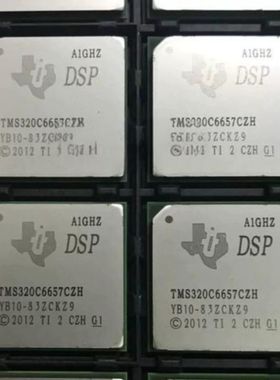 A1GHZ
DSP
TMS320C6657CZH
YB10-83ZCKZ9
©2012 TI
A1GHZ
DSP
TMS320C6657CZH
2 CZH G1
A1GHZ
DSP
TMS320C6657CZH
YB10-83ZCKZ9
©2012 TI 2 CZH G1
A1GHZ
DSP
TMS320C6657CZH
YB10-83ZCKZ9
©2012 TI 2 CZH G1